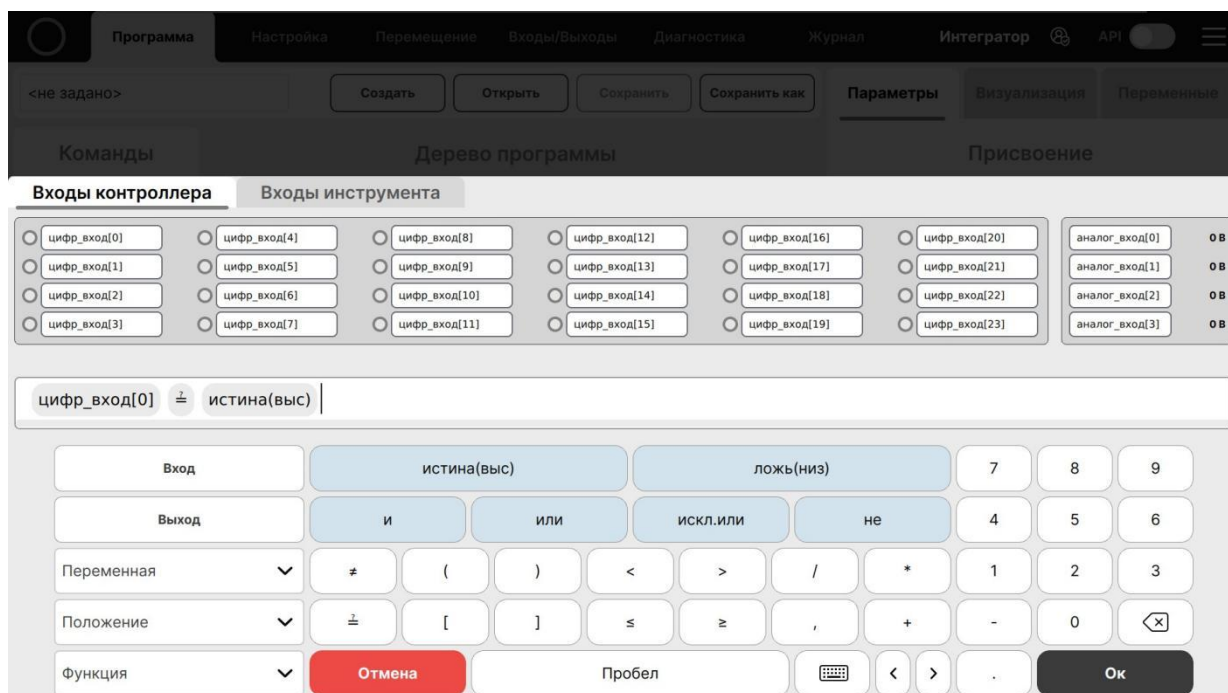 Программа Настройка Перемещение Входы/Выходы Диагностика Журнал Интегратор API
<не задано> Создать Открыть Сохранить Сохранить как Параметры Визуализация Переменные
Команды Дерево программы Присвоение
Входы контроллера Входы инструмента
цифр_вход[0] цифр_вход[4] цифр_вход[8] цифр_вход[12] цифр_вход[16] цифр_вход[20] аналог_вход[0] 0 В
цифр_вход[1] цифр_вход[5] цифр_вход[9] цифр_вход[13] цифр_вход[17] цифр_вход[21] аналог_вход[1] 0 В
цифр_вход[2] цифр_вход[6] цифр_вход[10] цифр_вход[14] цифр_вход[18] цифр_вход[22] аналог_вход[2] 0 В
цифр_вход[3] цифр_вход[7] цифр_вход[11] цифр_вход[15] цифр_вход[19] цифр_вход[23] аналог_вход[3] 0 В
цифр_вход[0] ≟ истина(выс)
Вход истина(выс) ложь(низ) 7 8 9
Выход и или искл.или не 4 5 6
Переменная ≠ ( ) < > / * 1 2 3
Положение ≟ [ ] ≤ ≥ , + - 0
Функция Отмена Пробел < > . Ок